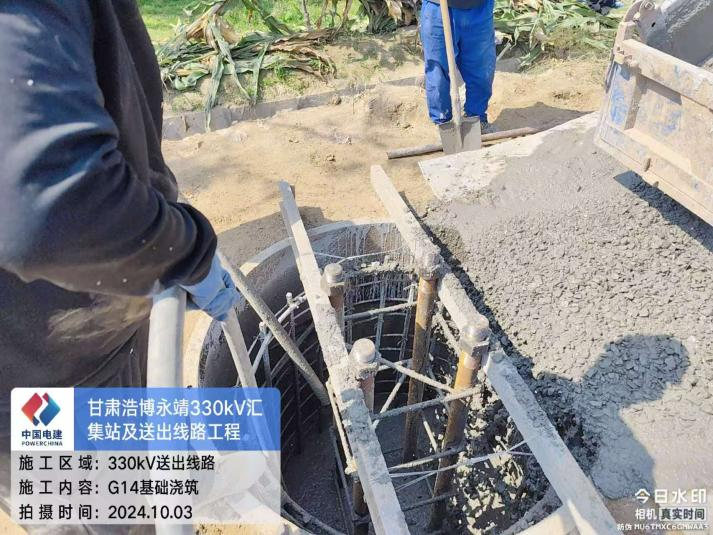 甘肃浩博永靖330kV汇
集站及送出线路工程
中国电建
POWERCHINA
施工区域：330kV送出线路
施工内容：G14基础浇筑
拍摄时间：2024.10.03
今日水印
相机 真实时间
防伪 MU6TMXC6GMWAA3